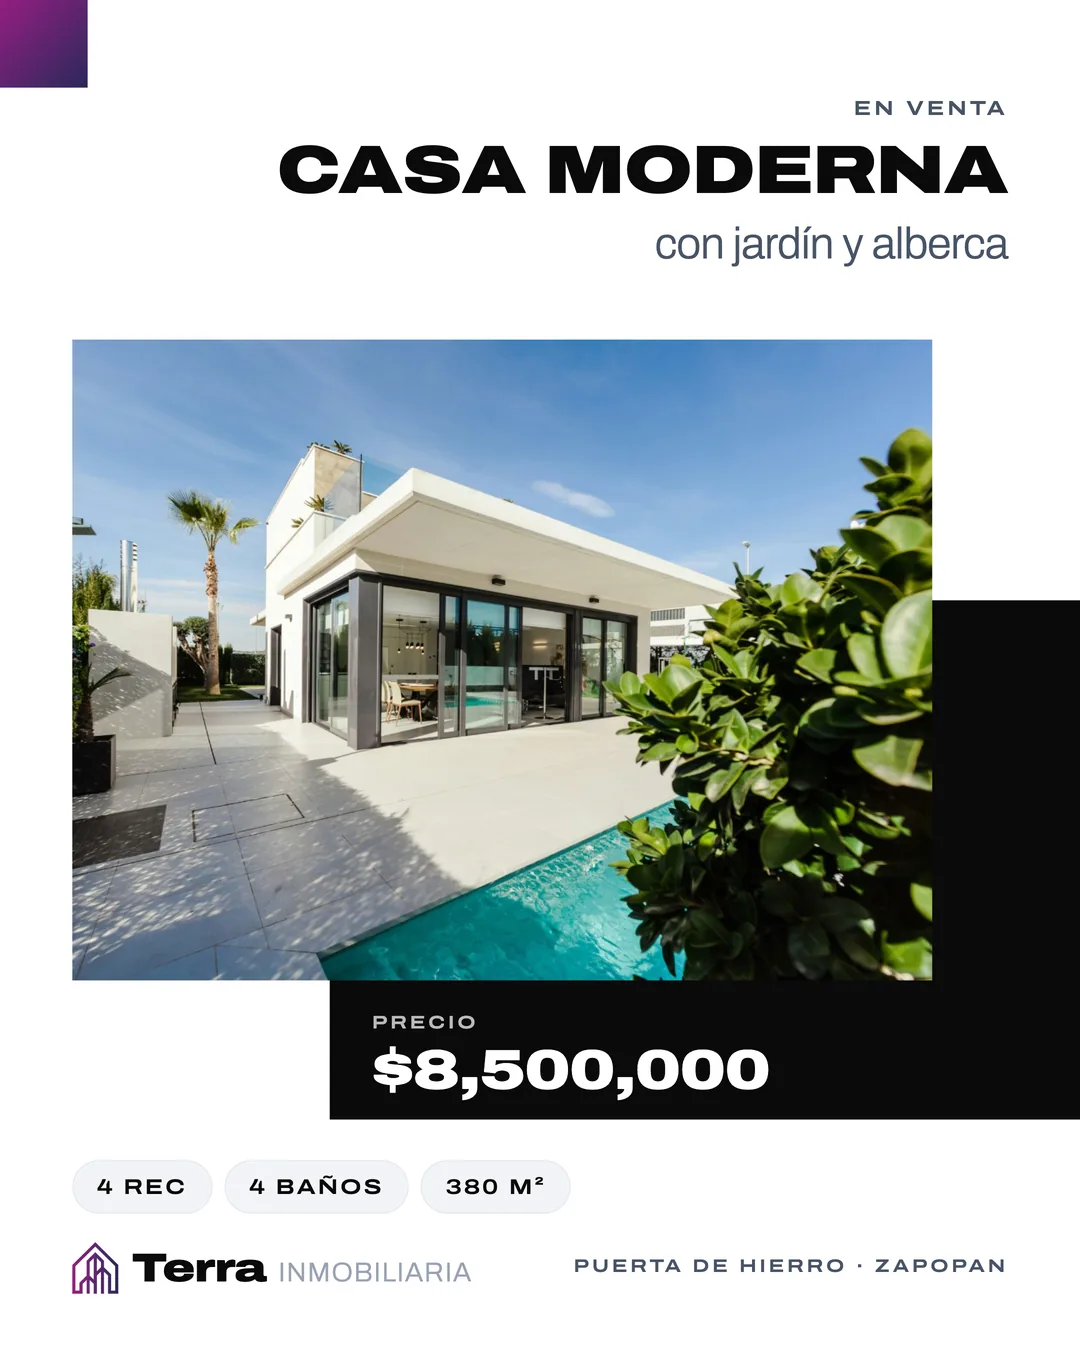 EN VENTA
CASA MODERNA
con jardín y alberca
PRECIO
$8,500,000
4 REC
4 BAÑOS
380 M²
Terra INMOBILIARIA
PUERTA DE HIERRO · ZAPOPAN